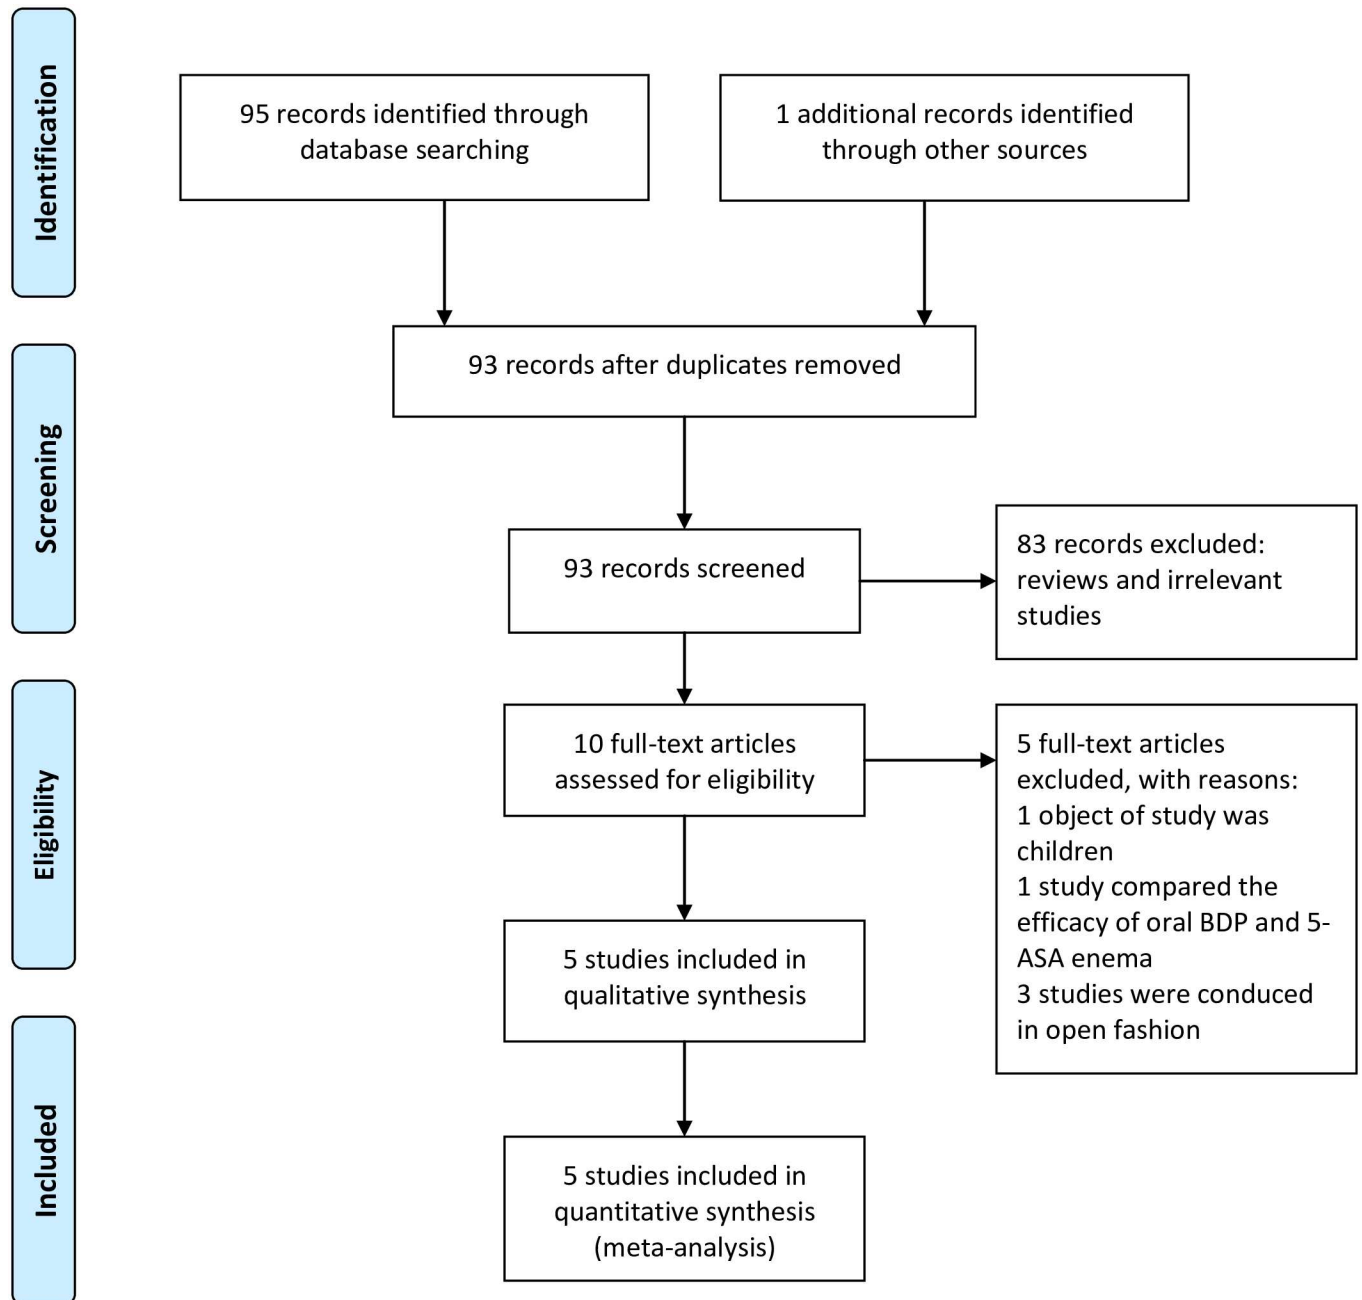 Identification
95 records identified through
database searching
1 additional records identified
through other sources
93 records after duplicates removed
Screening
93 records screened
83 records excluded:
reviews and irrelevant
studies
Eligibility
10 full-text articles
assessed for eligibility
5 full-text articles
excluded, with reasons:
1 object of study was
children
1 study compared the
efficacy of oral BDP and 5-
ASA enema
3 studies were conduced
in open fashion
5 studies included in
qualitative synthesis
Included
5 studies included in
quantitative synthesis
(meta-analysis)